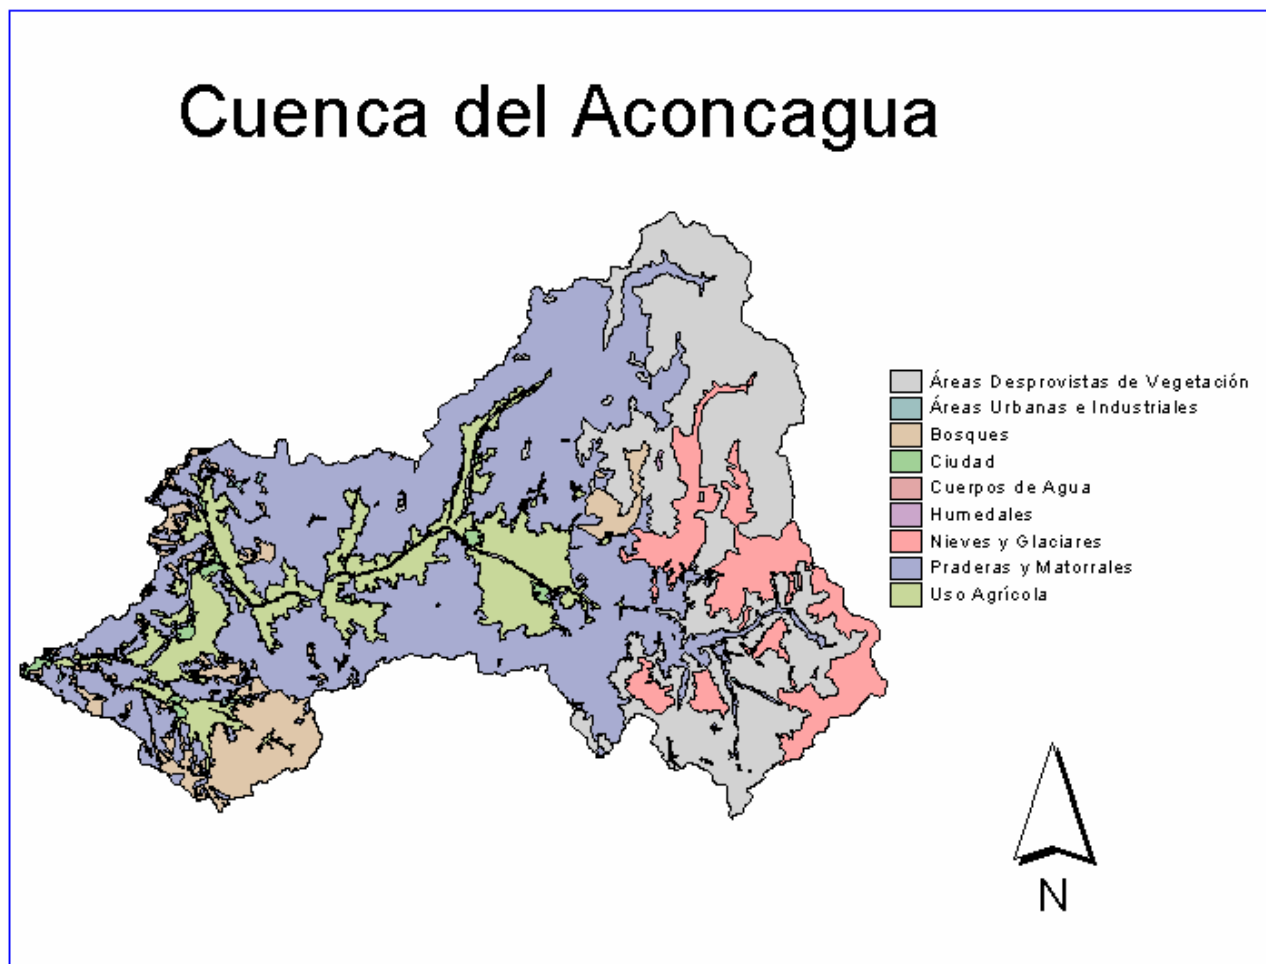 Cuenca del Aconcagua
Áreas Desprovistas de Vegetación
Áreas Urbanas e Industriales
Bosques
Ciudad
Cuerpos de Agua
Humedales
Nieves y Glaciares
Praderas y Matorrales
Uso Agrícola
N